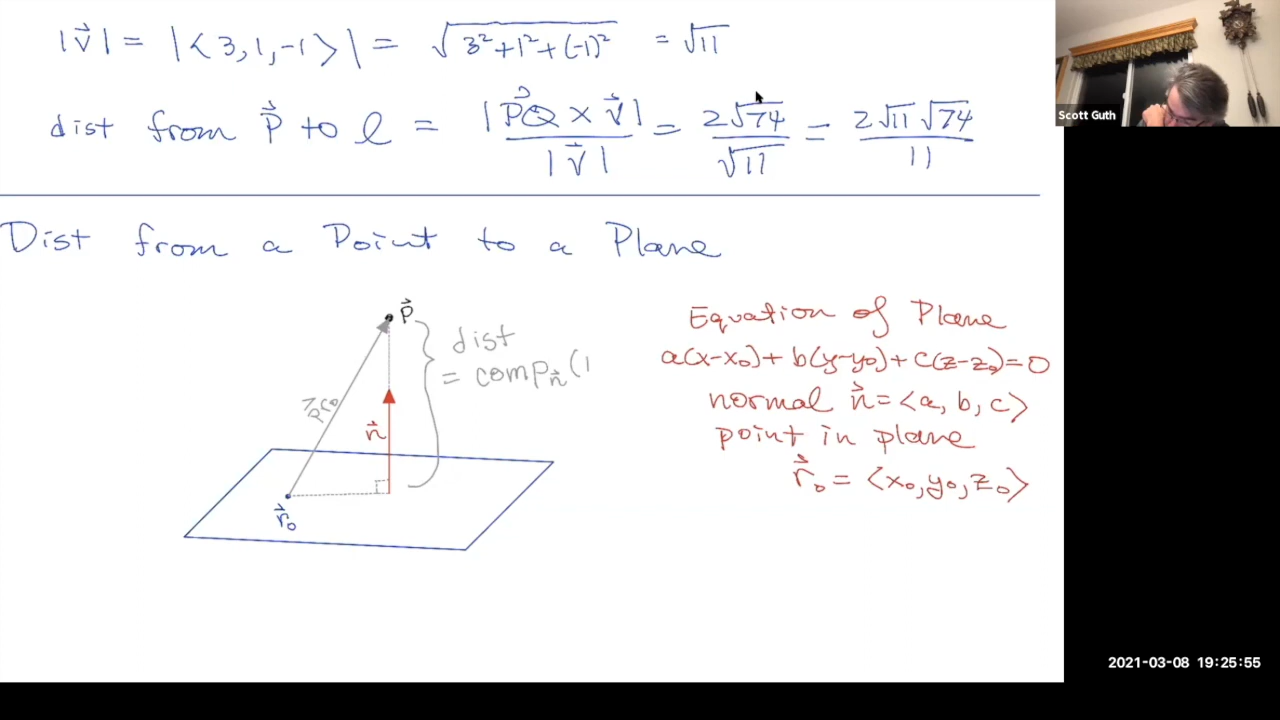 |v⃗| = |⟨3,1,-1⟩| = √(3²+1²+(-1)²) = √11
dist from P⃗ to l = |PQ⃗ × v⃗| / |v⃗| = 2√74 / √11 = 2√11 √74 / 11
Scott Guth
Dist from a Point to a Plane
P⃗
dist
= comp_n⃗ (
n⃗
r⃗₀
Equation of Plane
a(x-x₀)+b(y-y₀)+c(z-z₀)=0
normal n⃗ = ⟨a, b, c⟩
point in plane
r⃗₀ = ⟨x₀, y₀, z₀⟩
2021-03-08 19:25:55